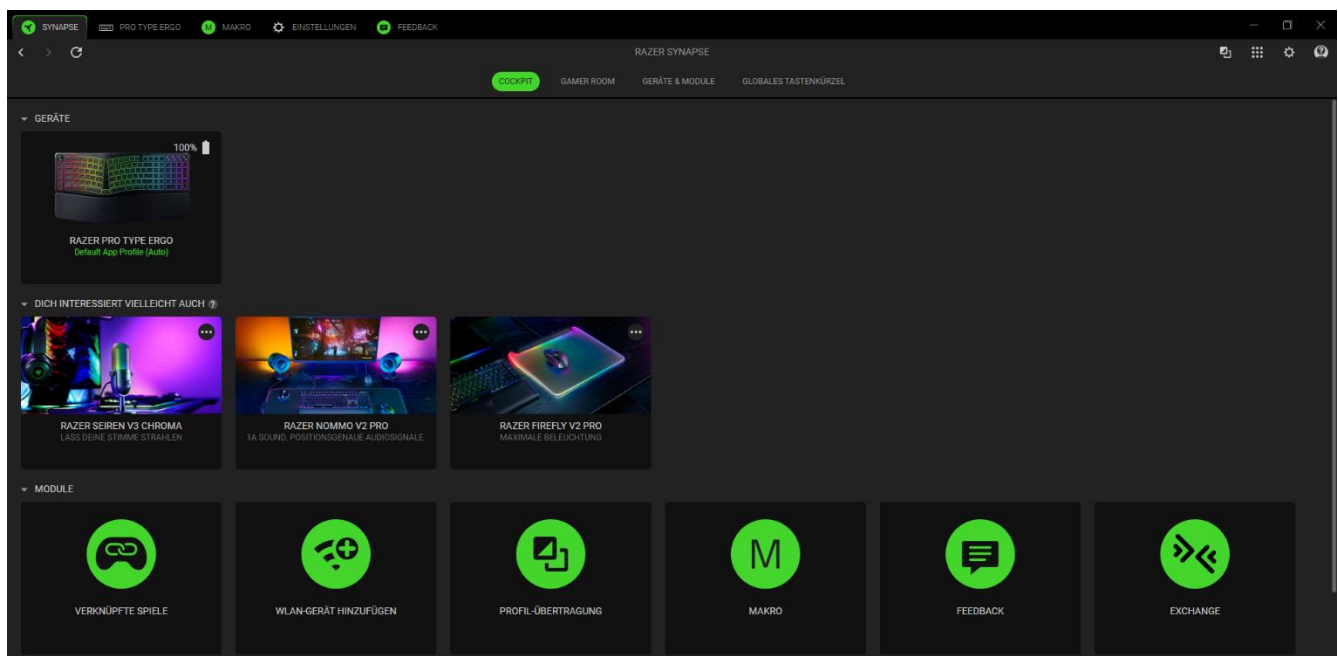 SYNAPSE PRO TYPE ERGO M MAKRO EINSTELLUNGEN FEEDBACK
RAZER SYNAPSE
COCKPIT GAMER ROOM GERÄTE & MODULE GLOBALES TASTENKÜRZEL
GERÄTE
100%
RAZER PRO TYPE ERGO
Default App Profile (Auto)
DICH INTERESSIERT VIELLEICHT AUCH ?
RAZER SEIREN V3 CHROMA
LASS DEINE STIMME STRAHLEN
RAZER NOMMO V2 PRO
1A SOUND. POSITIONSGENAUE AUDIOSIGNALE.
RAZER FIREFLY V2 PRO
MAXIMALE BELEUCHTUNG
MODULE
VERKNÜPFTE SPIELE
WLAN-GERÄT HINZUFÜGEN
PROFIL-ÜBERTRAGUNG
M
MAKRO
FEEDBACK
EXCHANGE